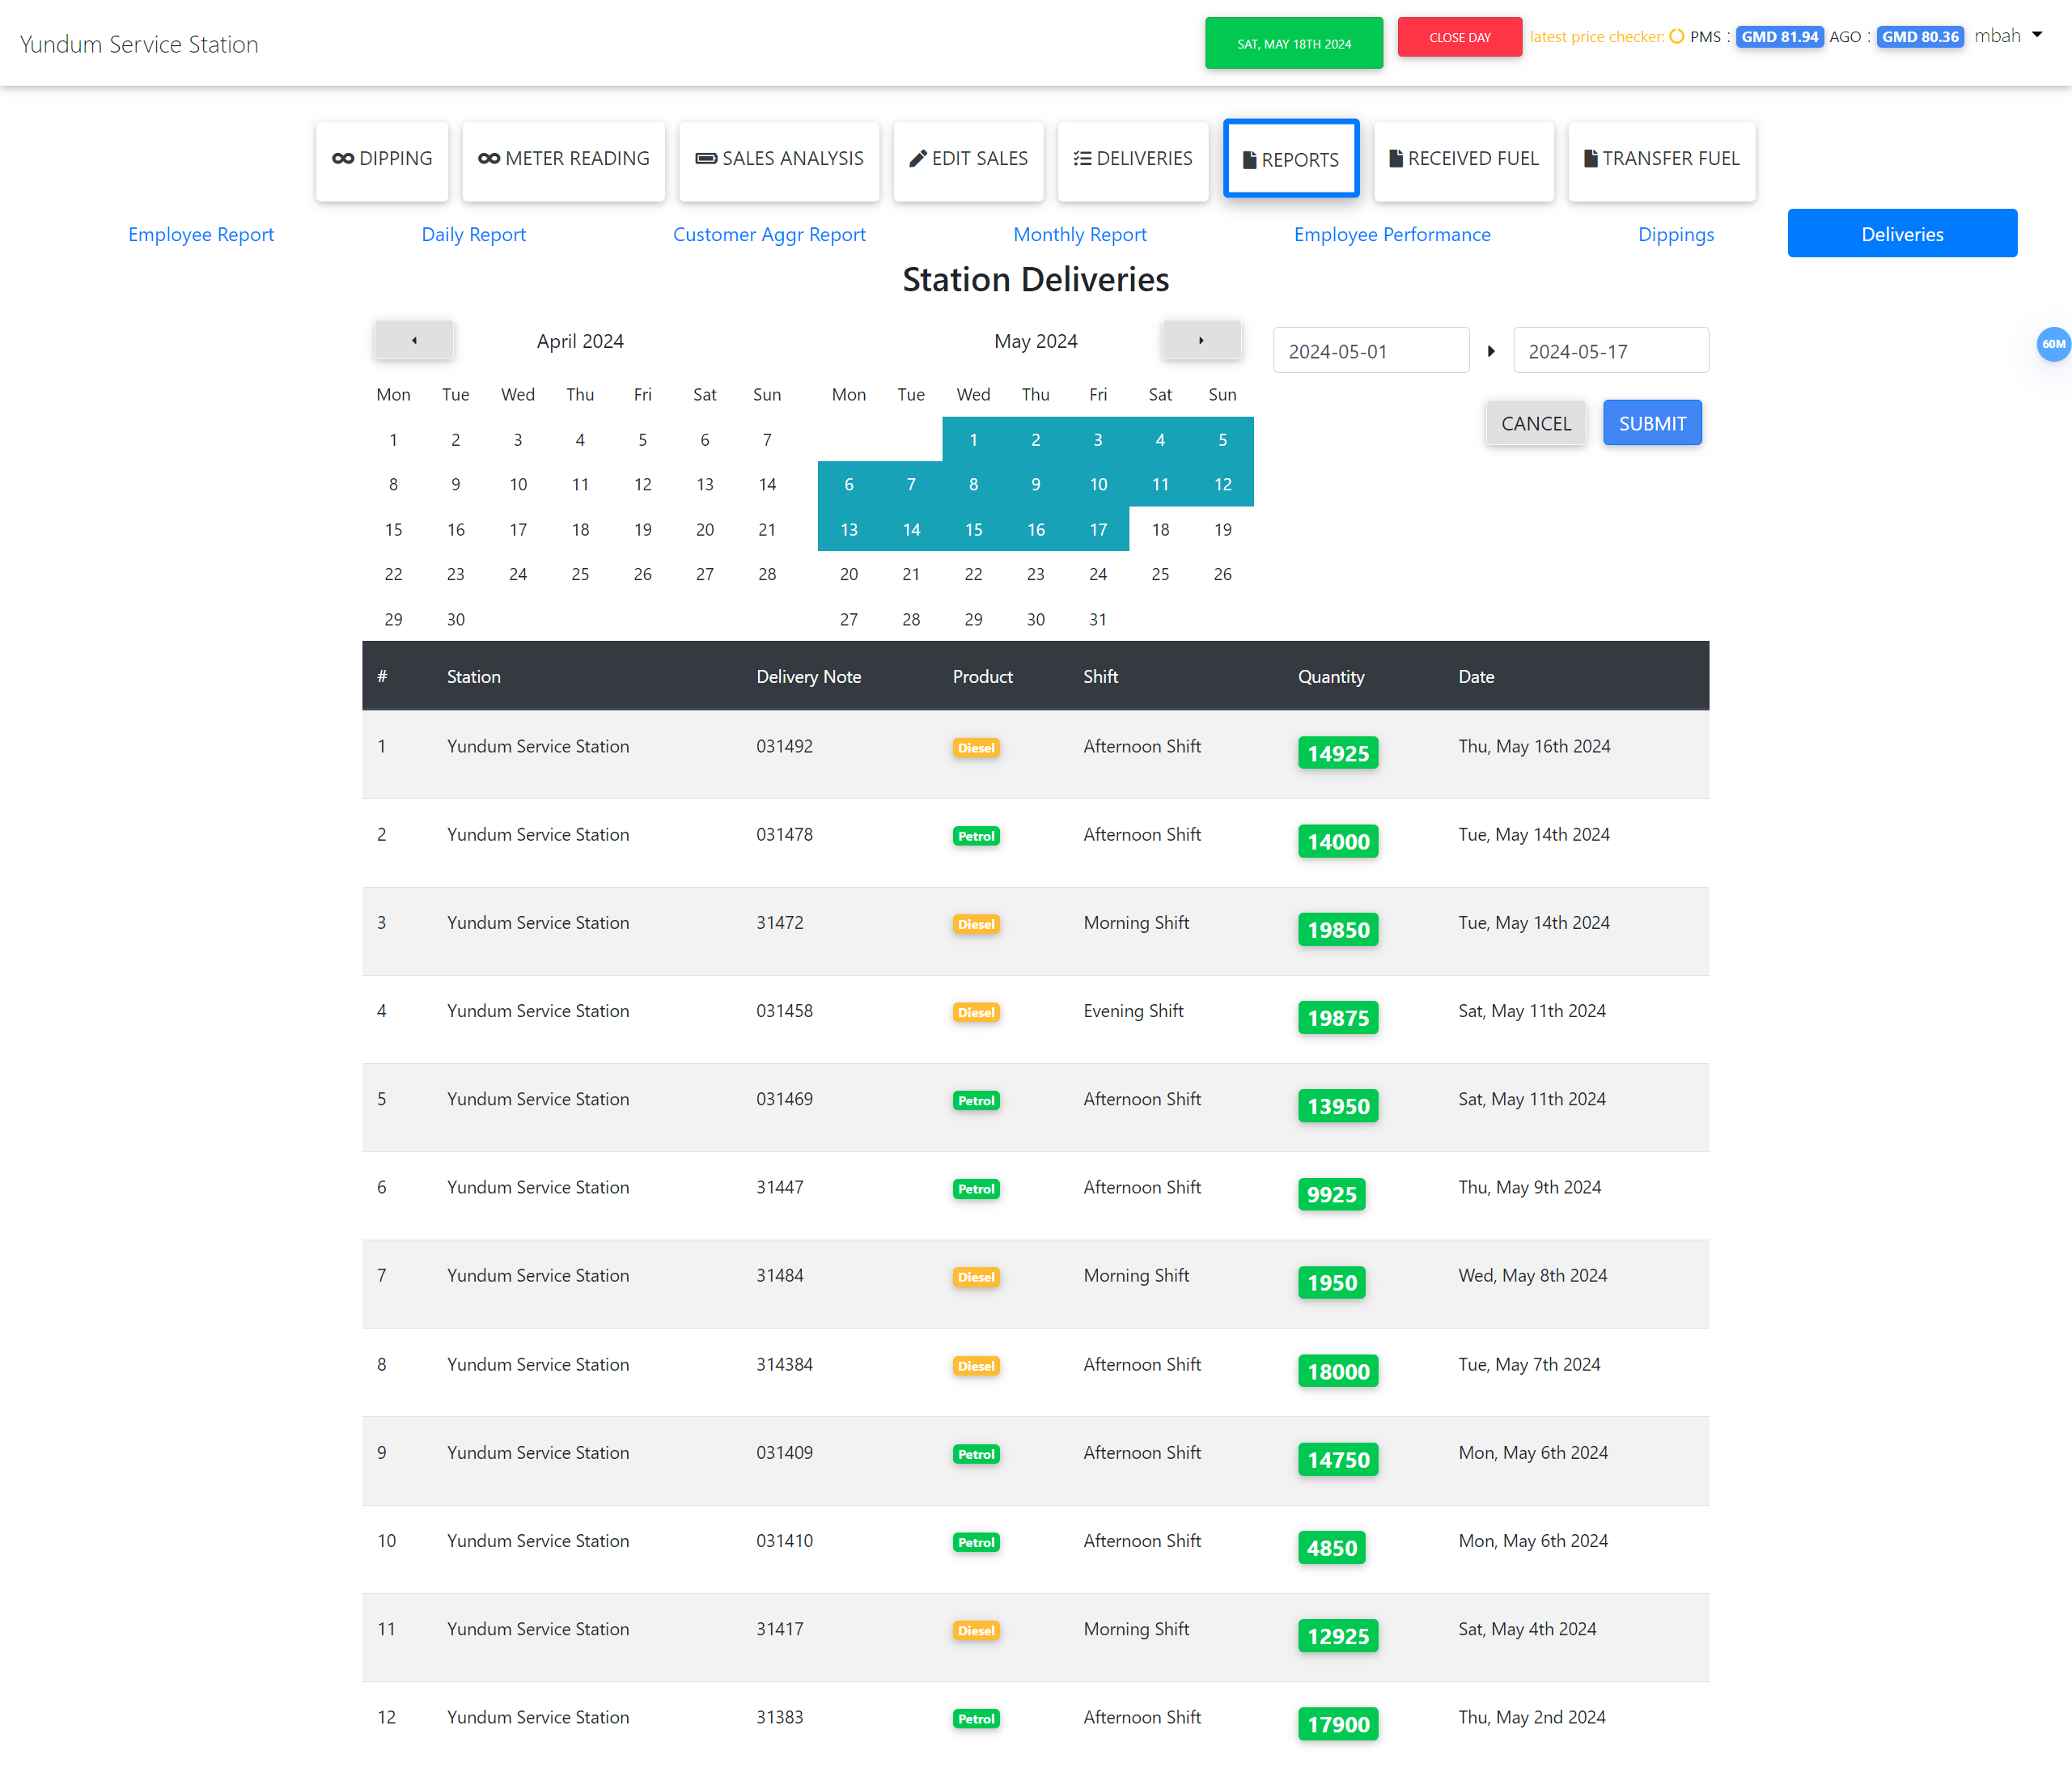 Yundum Service Station
SAT, MAY 18TH 2024
CLOSE DAY
latest price checker: PMS : GMD 81.94 AGO : GMD 80.36 mbah
DIPPING METER READING SALES ANALYSIS EDIT SALES DELIVERIES REPORTS RECEIVED FUEL TRANSFER FUEL
Employee Report Daily Report Customer Aggr Report Monthly Report Employee Performance Dippings Deliveries
Station Deliveries
April 2024
Mon Tue Wed Thu Fri Sat Sun
1 2 3 4 5 6 7
8 9 10 11 12 13 14
15 16 17 18 19 20 21
22 23 24 25 26 27 28
29 30
May 2024
Mon Tue Wed Thu Fri Sat Sun
1 2 3 4 5
6 7 8 9 10 11 12
13 14 15 16 17 18 19
20 21 22 23 24 25 26
27 28 29 30 31
2024-05-01 2024-05-17
CANCEL SUBMIT
60M
# Station Delivery Note Product Shift Quantity Date
1 Yundum Service Station 031492 Diesel Afternoon Shift 14925 Thu, May 16th 2024
2 Yundum Service Station 031478 Petrol Afternoon Shift 14000 Tue, May 14th 2024
3 Yundum Service Station 31472 Diesel Morning Shift 19850 Tue, May 14th 2024
4 Yundum Service Station 031458 Diesel Evening Shift 19875 Sat, May 11th 2024
5 Yundum Service Station 031469 Petrol Afternoon Shift 13950 Sat, May 11th 2024
6 Yundum Service Station 31447 Petrol Afternoon Shift 9925 Thu, May 9th 2024
7 Yundum Service Station 31484 Diesel Morning Shift 1950 Wed, May 8th 2024
8 Yundum Service Station 314384 Diesel Afternoon Shift 18000 Tue, May 7th 2024
9 Yundum Service Station 031409 Petrol Afternoon Shift 14750 Mon, May 6th 2024
10 Yundum Service Station 031410 Petrol Afternoon Shift 4850 Mon, May 6th 2024
11 Yundum Service Station 31417 Diesel Morning Shift 12925 Sat, May 4th 2024
12 Yundum Service Station 31383 Petrol Afternoon Shift 17900 Thu, May 2nd 2024